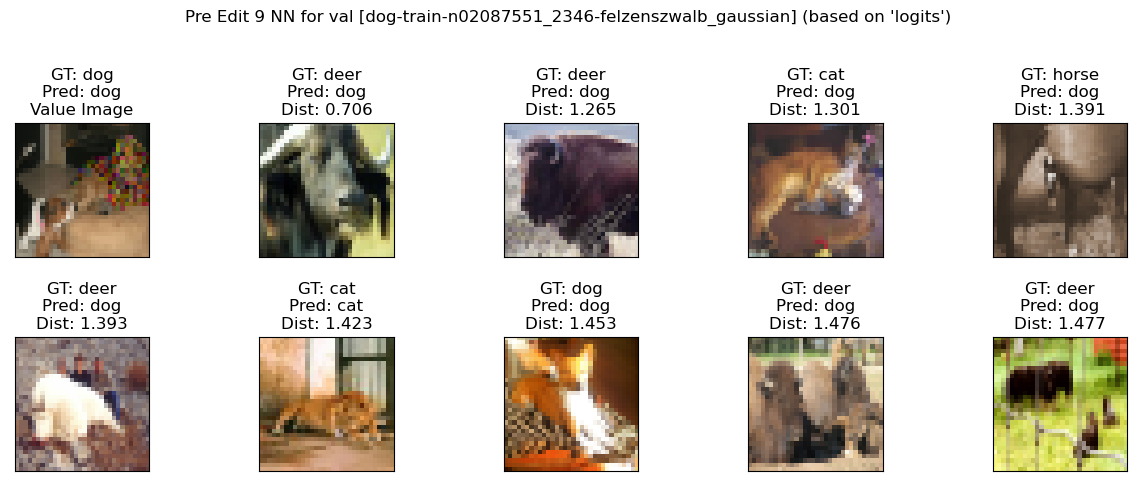 Pre Edit 9 NN for val [dog-train-n02087551_2346-felzenszwalb_gaussian] (based on 'logits')
GT: dog
Pred: dog
Value Image
GT: deer
Pred: dog
Dist: 0.706
GT: deer
Pred: dog
Dist: 1.265
GT: cat
Pred: dog
Dist: 1.301
GT: horse
Pred: dog
Dist: 1.391
GT: deer
Pred: dog
Dist: 1.393
GT: cat
Pred: cat
Dist: 1.423
GT: dog
Pred: dog
Dist: 1.453
GT: deer
Pred: dog
Dist: 1.476
GT: deer
Pred: dog
Dist: 1.477